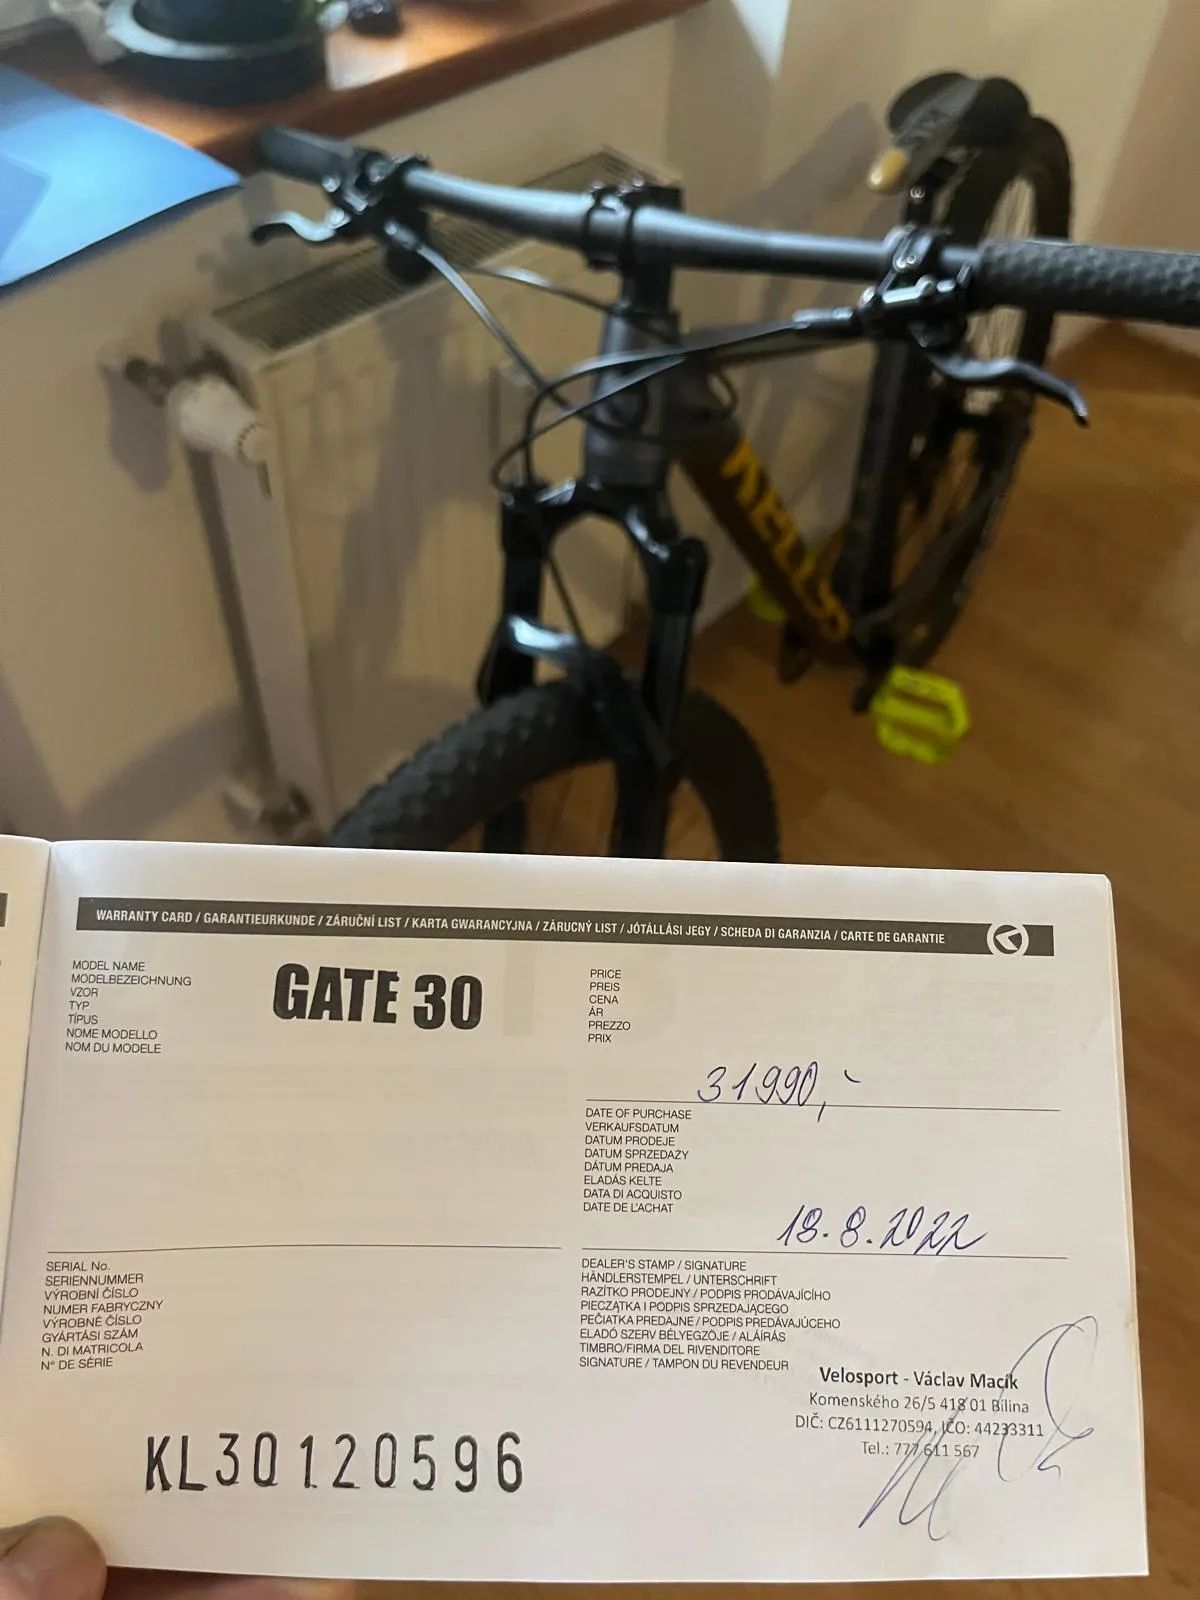 KELLYS
WARRANTY CARD / GARANTIEURKUNDE / ZÁRUČNÍ LIST / KARTA GWARANCYJNA / ZÁRUCNÝ LIST / JÓTÁLLÁSI JEGY / SCHEDA DI GARANZIA / CARTE DE GARANTIE
MODEL NAME
MODELBEZEICHNUNG
VZOR
TYP
TÍPUS
NOME MODELLO
NOM DU MODELE
GATE 30
PRICE
PREIS
CENA
ÁR
PREZZO
PRIX
31990,-
DATE OF PURCHASE
VERKAUFSDATUM
DATUM PRODEJE
DATUM SPRZEDAŻY
DÁTUM PREDAJA
ELADÁS KELTE
DATA DI ACQUISTO
DATE DE L'ACHAT
18.8.2022
SERIAL No.
SERIENNUMMER
VÝROBNÍ ČÍSLO
NUMER FABRYCZNY
VÝROBNÉ ČÍSLO
GYÁRTÁSI SZÁM
N. DI MATRICOLA
N° DE SÉRIE
KL30120596
DEALER'S STAMP / SIGNATURE
HÄNDLERSTEMPEL / UNTERSCHRIFT
RAZÍTKO PRODEJNY / PODPIS PRODÁVAJÍCÍHO
PIECZĄTKA I PODPIS SPRZEDAJĄCEGO
PEČIATKA PREDAJNE / PODPIS PREDÁVAJÚCEHO
ELADÓ SZERV BÉLYEGZŐJE / ALÁÍRÁS
TIMBRO/FIRMA DEL RIVENDITORE
SIGNATURE / TAMPON DU REVENDEUR
Velosport - Václav Macík
Komenského 26/5 418 01 Bílina
DIČ: CZ6111270594, IČO: 44233311
Tel.: 777 611 567